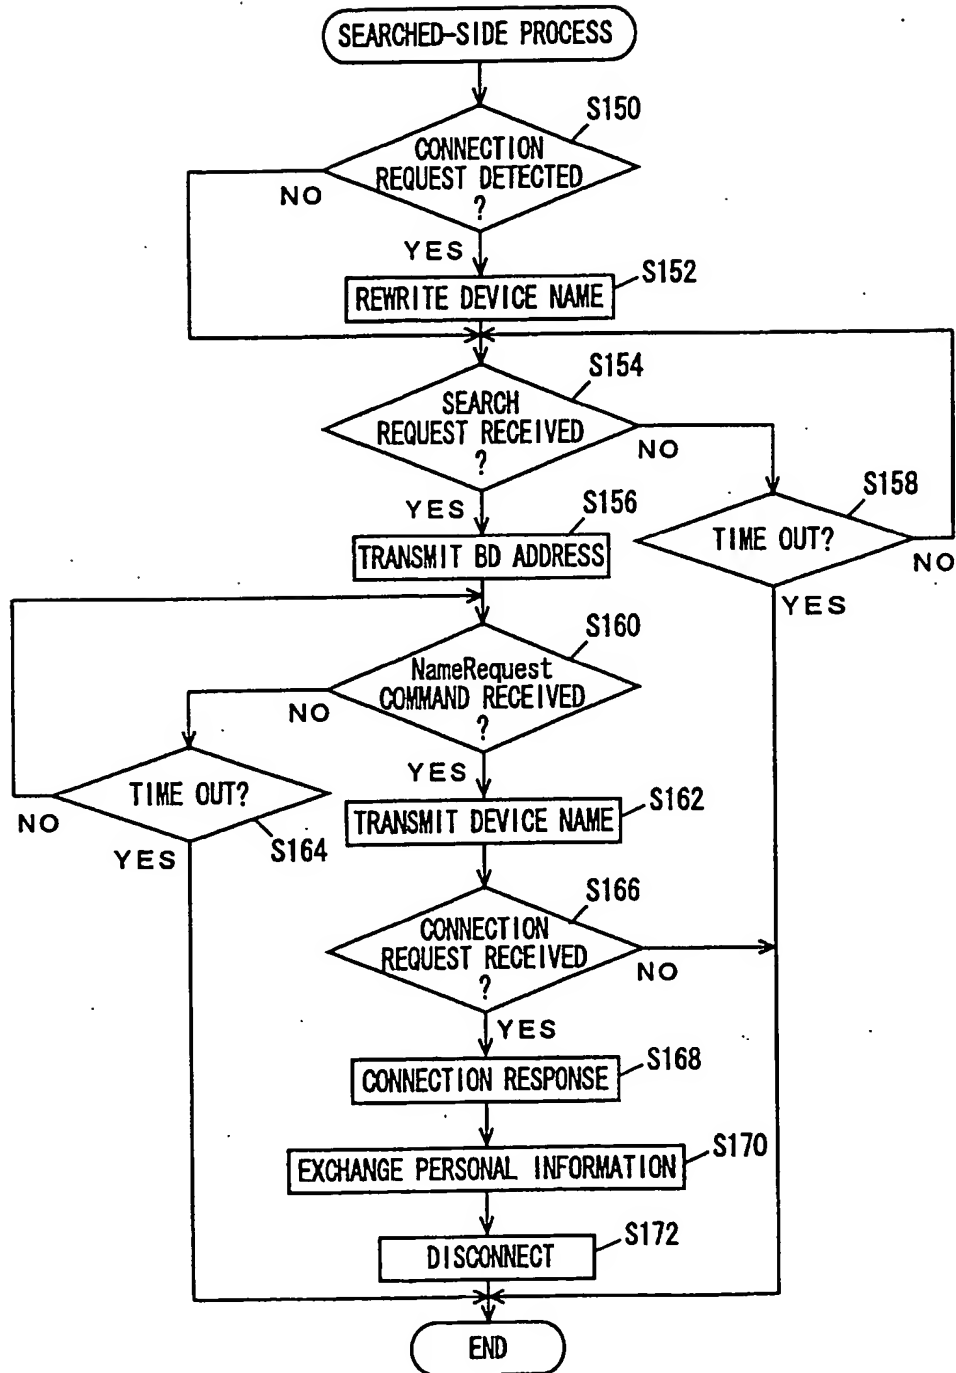 SEARCHED-SIDE PROCESS
S150
CONNECTION
REQUEST DETECTED
?
NO
YES
S152
REWRITE DEVICE NAME
S154
SEARCH
REQUEST RECEIVED
?
NO
YES
S156
TRANSMIT BD ADDRESS
S158
TIME OUT?
NO
YES
S160
NameRequest
COMMAND RECEIVED
?
NO
YES
TIME OUT?
NO
YES
S164
S162
TRANSMIT DEVICE NAME
S166
CONNECTION
REQUEST RECEIVED
?
NO
YES
S168
CONNECTION RESPONSE
S170
EXCHANGE PERSONAL INFORMATION
S172
DISCONNECT
END